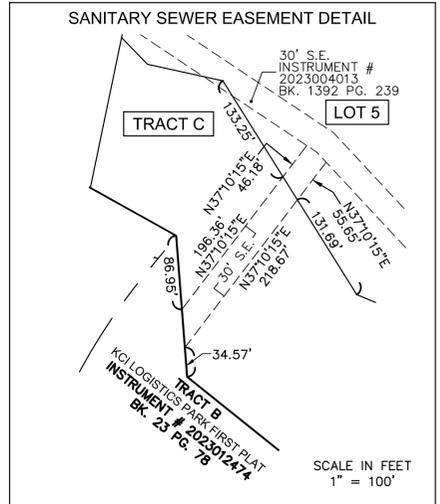 SANITARY SEWER EASEMENT DETAIL
30' S.E.
INSTRUMENT #
2023004013
BK. 1392 PG. 239
LOT 5
TRACT C
133.25'
N37°10'15"E
46.18'
N37°10'15"E
55.65'
131.69'
196.36'
N37°10'15"E
30' S.E.
N37°10'15"E
218.67'
86.95'
34.57'
TRACT B
KCI LOGISTICS PARK FIRST PLAT
INSTRUMENT # 2023012474
BK. 23 PG. 78
SCALE IN FEET
1" = 100'